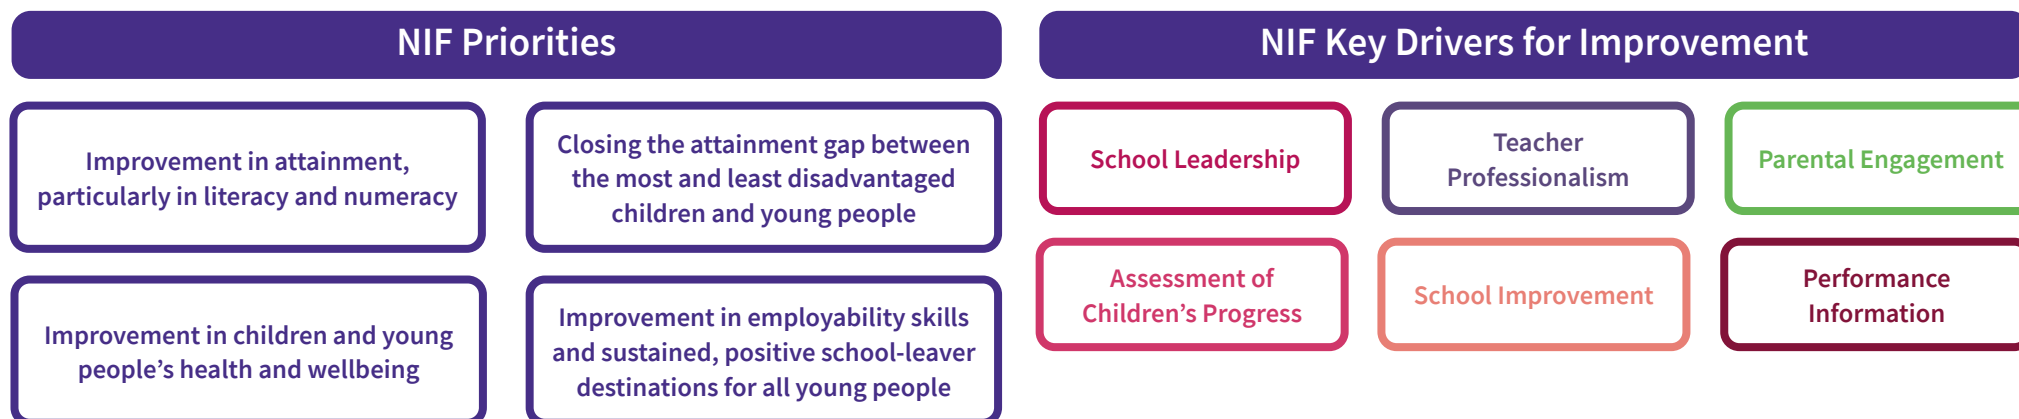 NIF Priorities
Improvement in attainment,
particularly in literacy and numeracy
Closing the attainment gap between
the most and least disadvantaged
children and young people
Improvement in children and young
people’s health and wellbeing
Improvement in employability skills
and sustained, positive school-leaver
destinations for all young people
NIF Key Drivers for Improvement
School Leadership
Teacher
Professionalism
Parental Engagement
Assessment of
Children’s Progress
School Improvement
Performance
Information